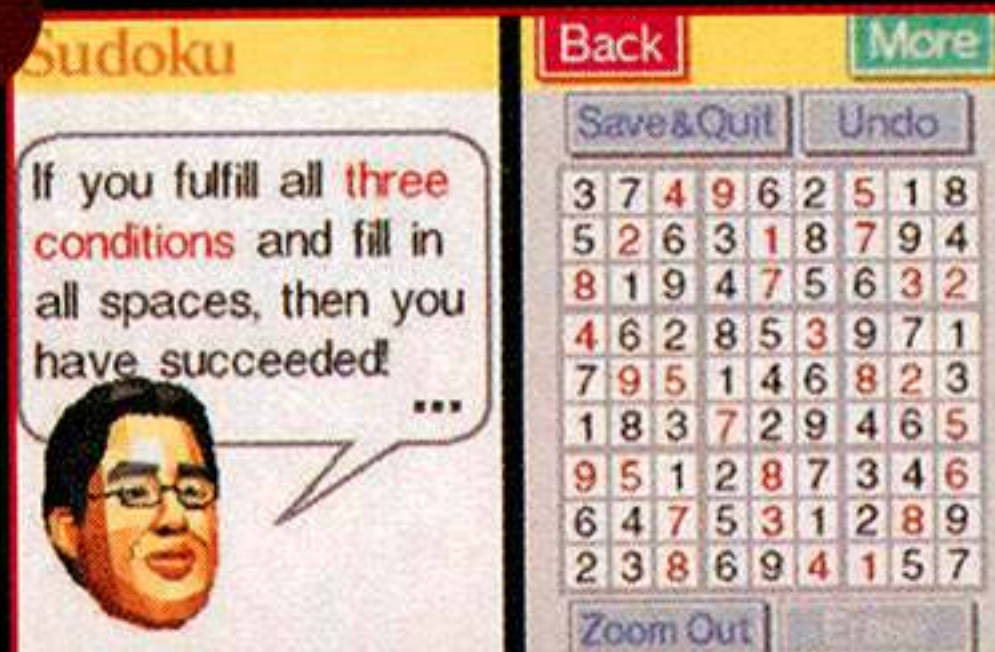 Sudoku
If you fulfill all three
conditions and fill in
all spaces, then you
have succeeded!
...
Back More
Save&Quit Undo
3 7 4 9 6 2 5 1 8
5 2 6 3 1 8 7 9 4
8 1 9 4 7 5 6 3 2
4 6 2 8 5 3 9 7 1
7 9 5 1 4 6 8 2 3
1 8 3 7 2 9 4 6 5
9 5 1 2 8 7 3 4 6
6 4 7 5 3 1 2 8 9
2 3 8 6 9 4 1 5 7
Zoom Out